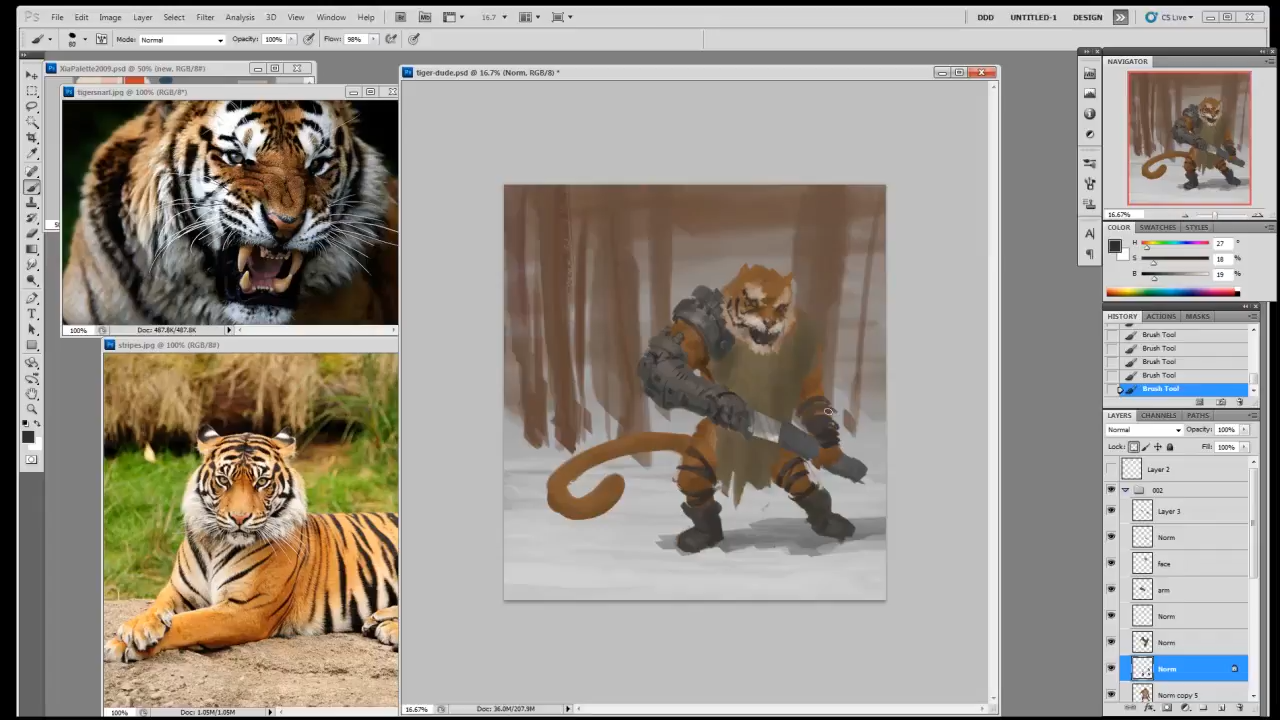 Ps File Edit Image Layer Select Filter Analysis 3D View Window Help Br Mb 16.7 DDD UNTITLED-1 DESIGN CS Live
80 Mode: Normal Opacity: 100% Flow: 98%
XiaPalette2009.psd @ 50% (new, RGB/8#)
tigersnarl.jpg @ 100% (RGB/8*)
tiger-dude.psd @ 16.7% (Norm, RGB/8) *
100% Doc: 487.8K/487.8K
stripes.jpg @ 100% (RGB/8#)
100% Doc: 1.05M/1.05M
16.67% Doc: 36.0M/207.9M
NAVIGATOR
16.67%
COLOR SWATCHES STYLES
H 27 °
S 18 %
B 19 %
HISTORY ACTIONS MASKS
Brush Tool
Brush Tool
Brush Tool
Brush Tool
Brush Tool
LAYERS CHANNELS PATHS
Normal Opacity: 100%
Lock: Fill: 100%
Layer 2
002
Layer 3
Norm
face
arm
Norm
Norm
Norm
Norm copy 5